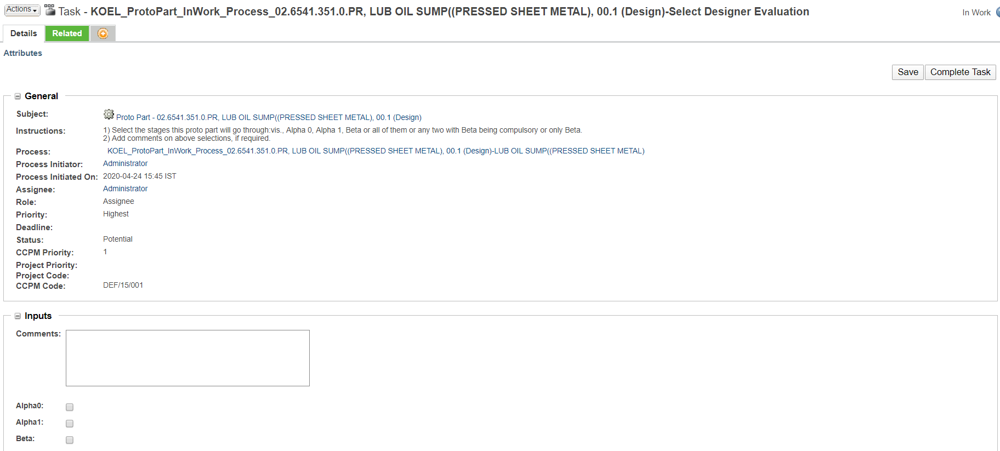 Actions
Task - KOEL_ProtoPart_InWork_Process_02.6541.351.0.PR, LUB OIL SUMP((PRESSED SHEET METAL), 00.1 (Design)-Select Designer Evaluation
In Work
Details
Related
Attributes
Save
Complete Task
General
Subject: Proto Part - 02.6541.351.0.PR, LUB OIL SUMP((PRESSED SHEET METAL), 00.1 (Design)
Instructions: 1) Select the stages this proto part will go through:vis., Alpha 0, Alpha 1, Beta or all of them or any two with Beta being compulsory or only Beta.
2) Add comments on above selections, if required.
Process: KOEL_ProtoPart_InWork_Process_02.6541.351.0.PR, LUB OIL SUMP((PRESSED SHEET METAL), 00.1 (Design)-LUB OIL SUMP((PRESSED SHEET METAL)
Process Initiator: Administrator
Process Initiated On: 2020-04-24 15:45 IST
Assignee: Administrator
Role: Assignee
Priority: Highest
Deadline:
Status: Potential
CCPM Priority: 1
Project Priority:
Project Code:
CCPM Code: DEF/15/001
Inputs
Comments:
Alpha0:
Alpha1:
Beta: